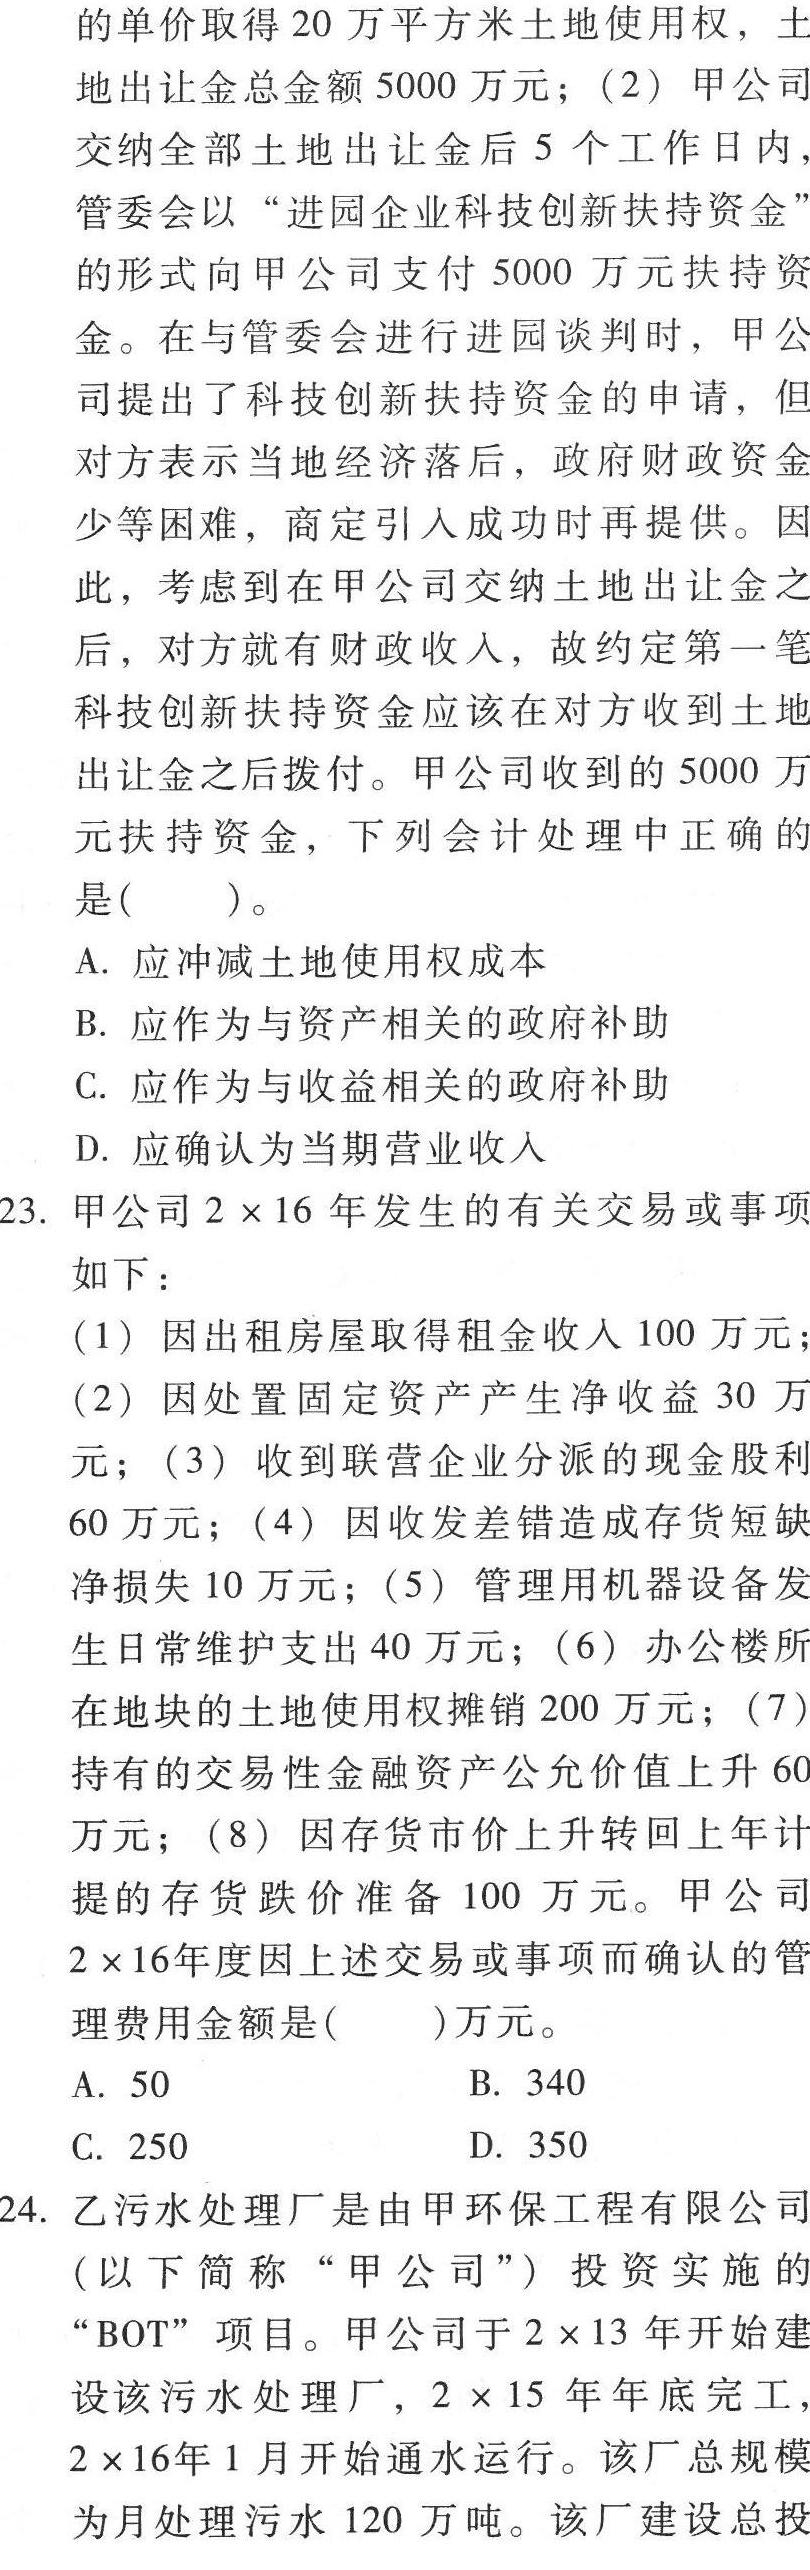 的单价取得 20 万平方米土地使用权，土
地出让金总金额 5000 万元；（2）甲公司
交纳全部土地出让金后 5 个工作日内，
管委会以“进园企业科技创新扶持资金”
的形式向甲公司支付 5000 万元扶持资
金。在与管委会进行进园谈判时，甲公
司提出了科技创新扶持资金的申请，但
对方表示当地经济落后，政府财政资金
少等困难，商定引入成功时再提供。因
此，考虑到在甲公司交纳土地出让金之
后，对方就有财政收入，故约定第一笔
科技创新扶持资金应该在对方收到土地
出让金之后拨付。甲公司收到的 5000 万
元扶持资金，下列会计处理中正确的
是(　　)。
A. 应冲减土地使用权成本
B. 应作为与资产相关的政府补助
C. 应作为与收益相关的政府补助
D. 应确认为当期营业收入
23. 甲公司 2×16 年发生的有关交易或事项
如下：
（1）因出租房屋取得租金收入 100 万元；
（2）因处置固定资产产生净收益 30 万
元；（3）收到联营企业分派的现金股利
60 万元；（4）因收发差错造成存货短缺
净损失 10 万元；（5）管理用机器设备发
生日常维护支出 40 万元；（6）办公楼所
在地块的土地使用权摊销 200 万元；（7）
持有的交易性金融资产公允价值上升 60
万元；（8）因存货市价上升转回上年计
提的存货跌价准备 100 万元。甲公司
2×16年度因上述交易或事项而确认的管
理费用金额是(　　)万元。
A. 50　　B. 340
C. 250　　D. 350
24. 乙污水处理厂是由甲环保工程有限公司
（以下简称“甲公司”）投资实施的
“BOT”项目。甲公司于 2×13 年开始建
设该污水处理厂，2×15 年年底完工，
2×16年 1 月开始通水运行。该厂总规模
为月处理污水 120 万吨。该厂建设总投